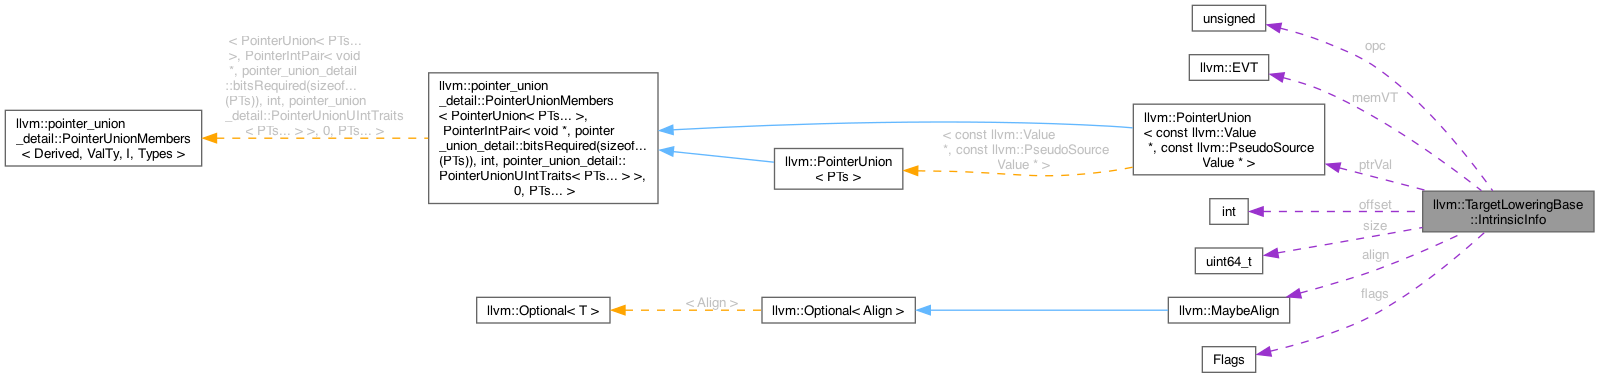 unsigned
opc
llvm::EVT
memVT
< PointerUnion< PTs...
>, PointerIntPair< void
*, pointer_union_detail
::bitsRequired(sizeof...
(PTs)), int, pointer_union
_detail::PointerUnionUIntTraits
< PTs... > >, 0, PTs... >
llvm::pointer_union
_detail::PointerUnionMembers
< Derived, ValTy, I, Types >
llvm::pointer_union
_detail::PointerUnionMembers
< PointerUnion< PTs... >,
PointerIntPair< void *, pointer
_union_detail::bitsRequired(sizeof...
(PTs)), int, pointer_union_detail::
PointerUnionUIntTraits< PTs... > >,
0, PTs... >
llvm::PointerUnion
< PTs >
< const llvm::Value
*, const llvm::PseudoSource
Value * >
llvm::PointerUnion
< const llvm::Value
*, const llvm::PseudoSource
Value * >
ptrVal
llvm::TargetLoweringBase
::IntrinsicInfo
int
offset
uint64_t
size
align
llvm::Optional< T >
< Align >
llvm::Optional< Align >
llvm::MaybeAlign
flags
Flags